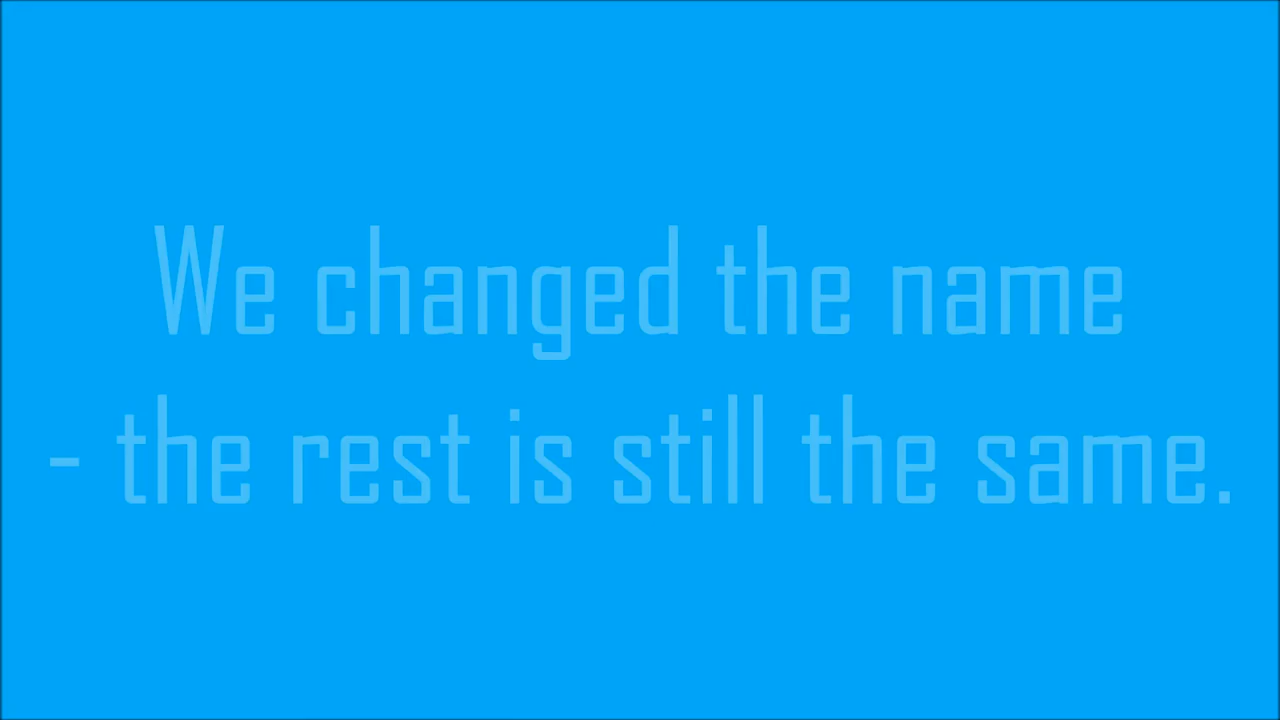 We changed the name
- the rest is still the same.